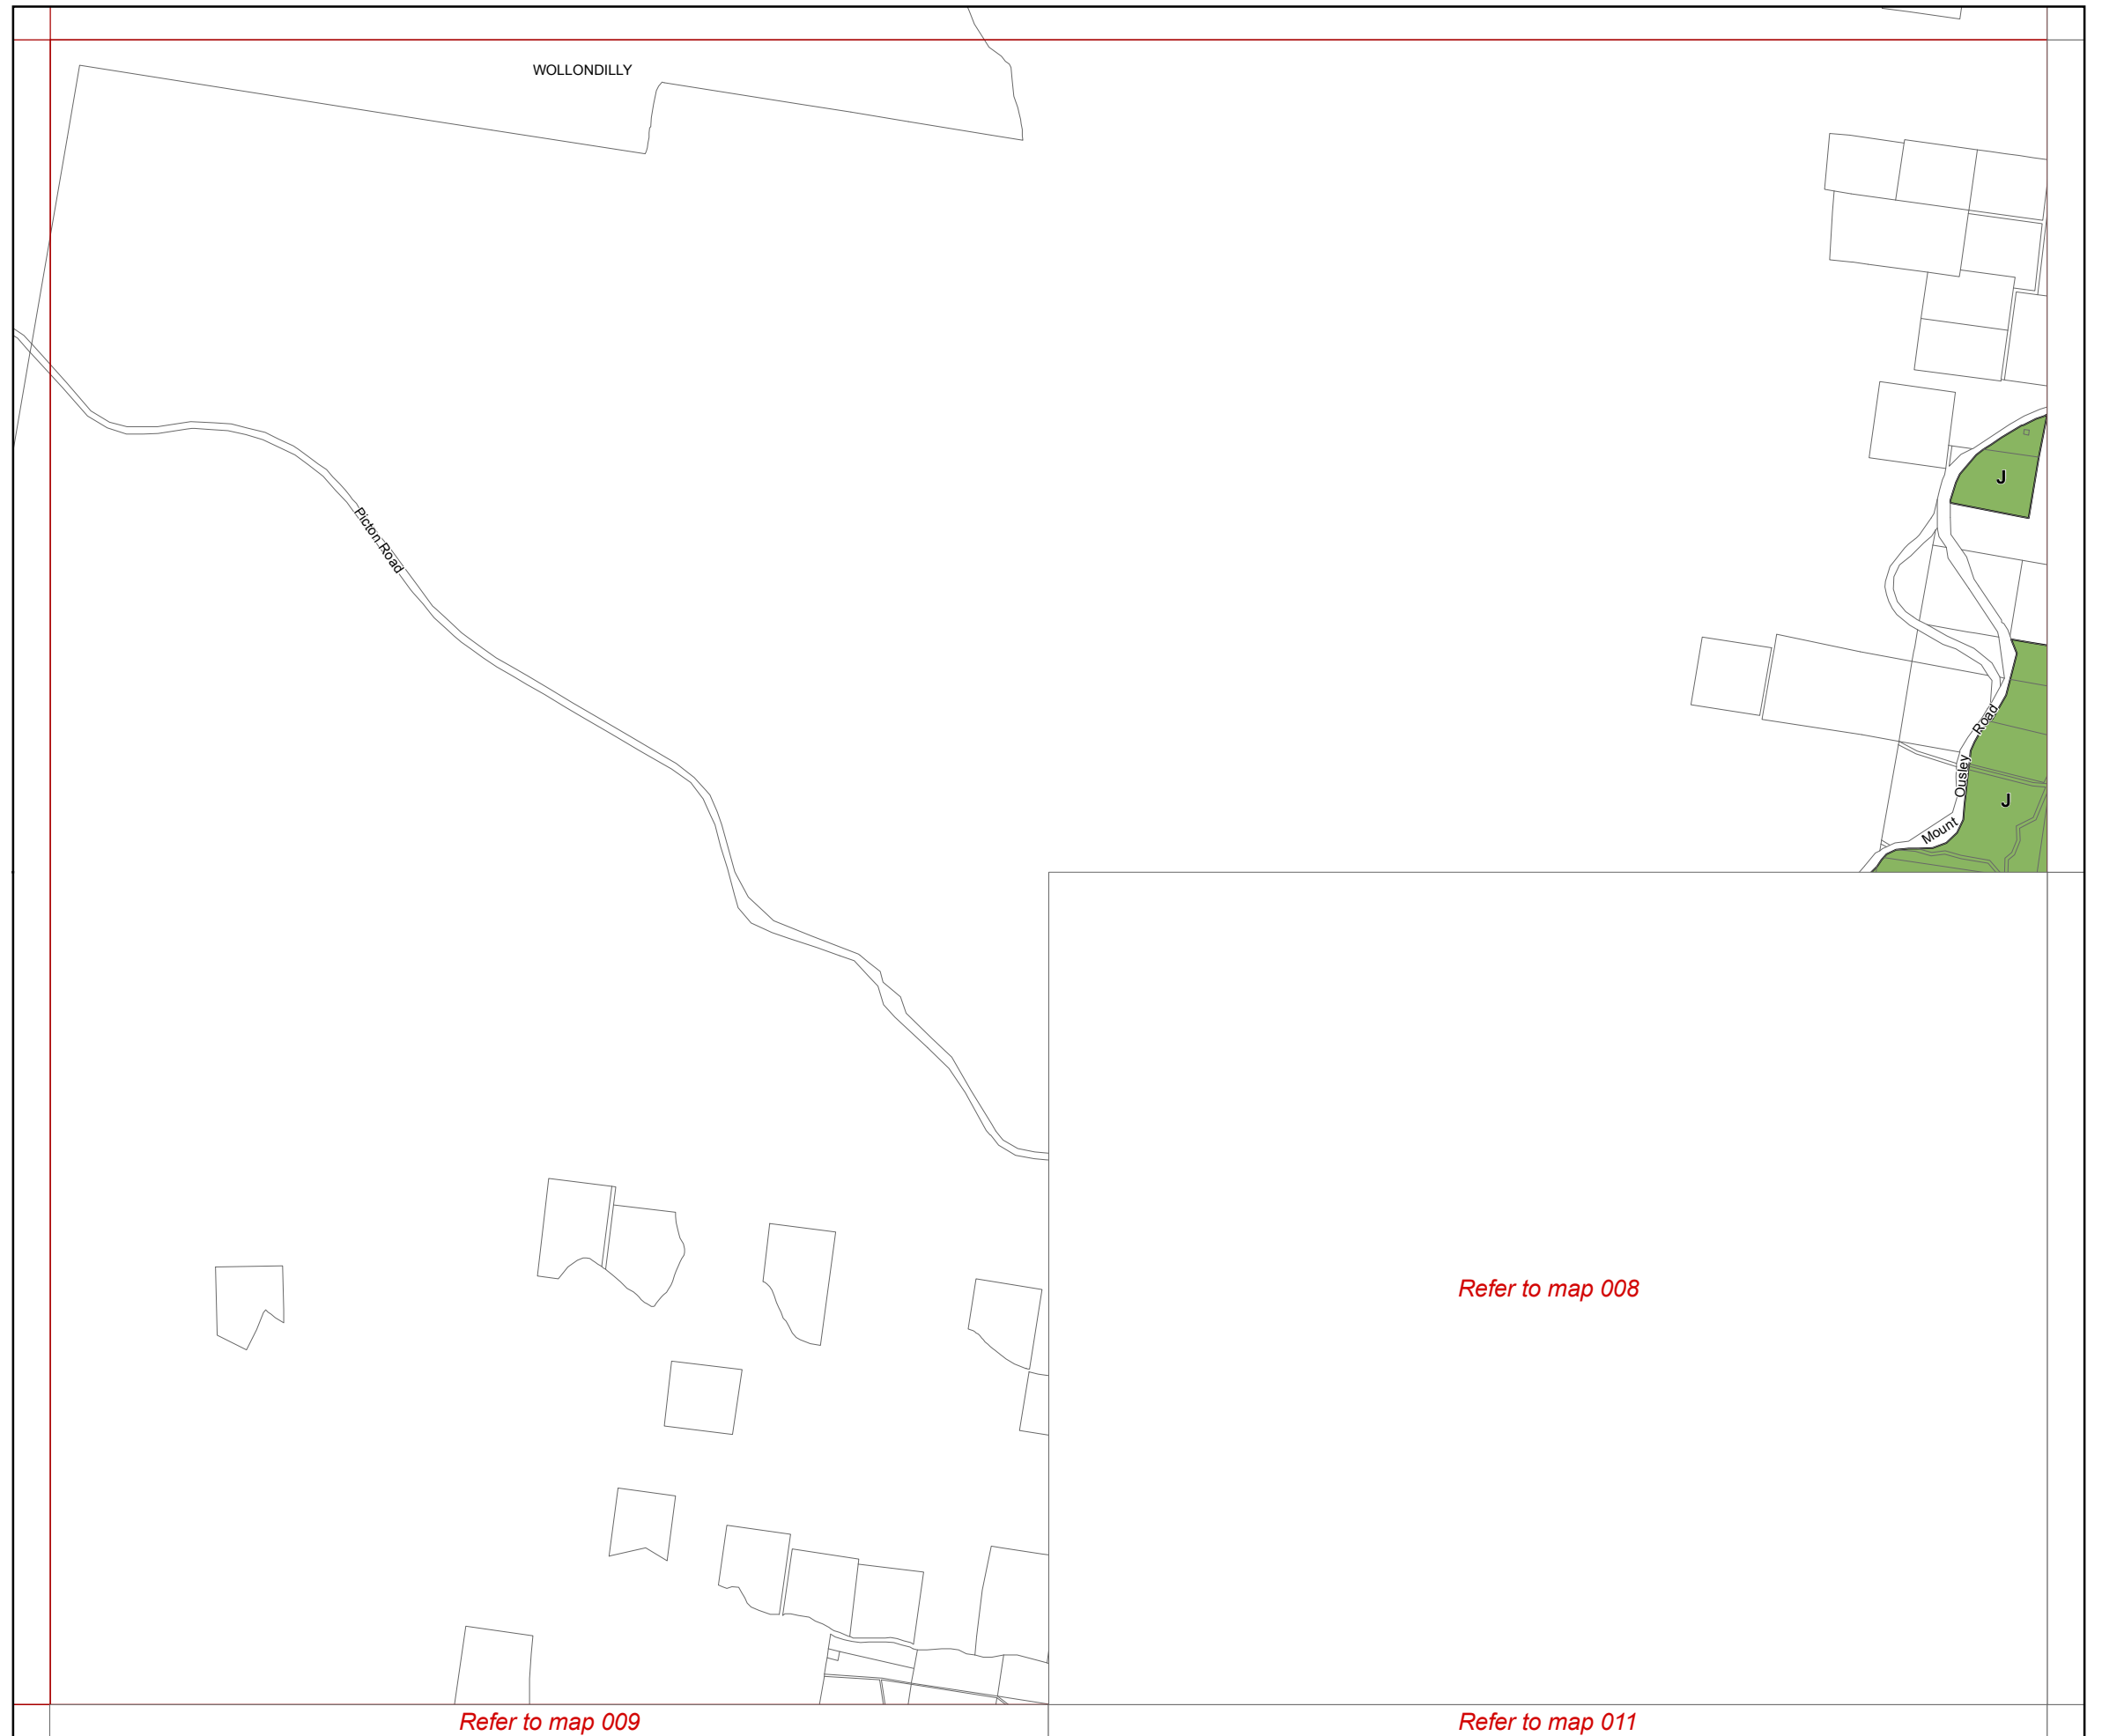 WOLLONDILLY
Picton Road
J
Mount Ousley Road
J
Refer to map 008
Refer to map 009
Refer to map 011